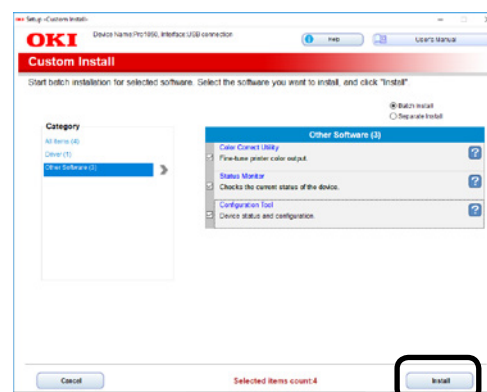 Setup <Custom Install>
OKI
Device Name:Pro1050, Interface:USB connection
Help
User's Manual
Custom Install
Start batch installation for selected software. Select the software you want to install, and click "Install".
Batch Install
Separate Install
Category
All Items (4)
Driver (1)
Other Software (3)
Other Software (3)
Color Correct Utility
Fine-tune printer color output.
Status Monitor
Checks the current status of the device.
Configuration Tool
Device status and configuration.
Cancel
Selected items count:4
Install